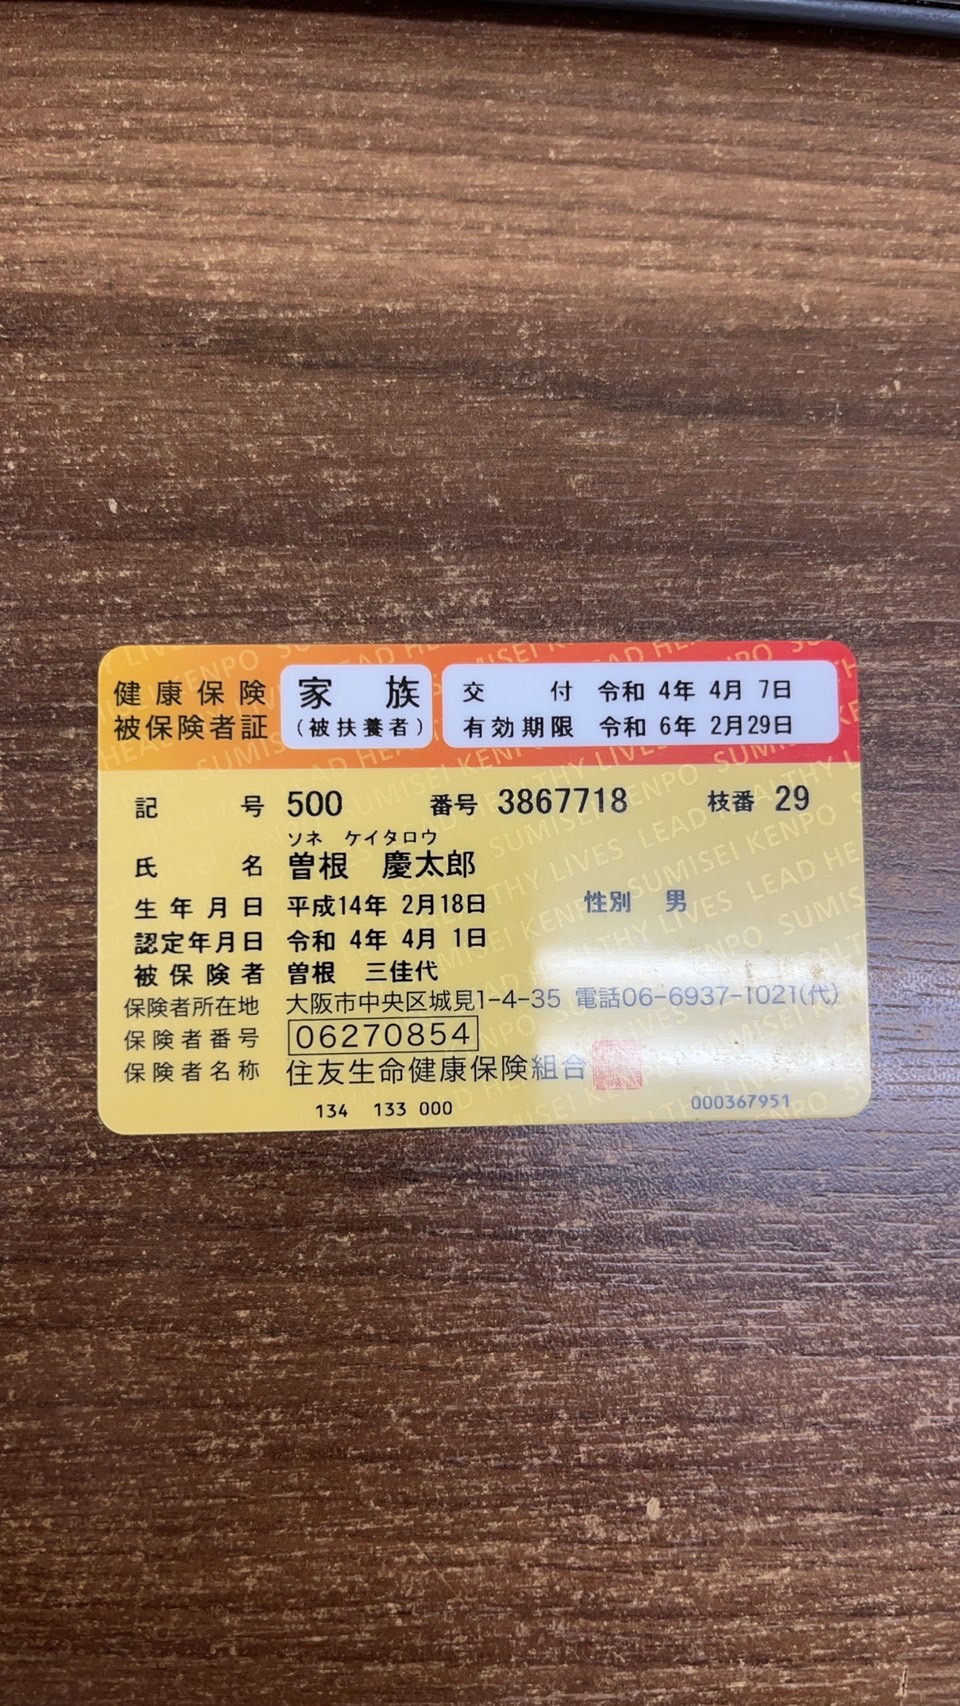 健康保険被保険者証
家族
(被扶養者)
交付 令和 4年 4月 7日
有効期限 令和 6年 2月29日
記号 500 番号 3867718 枝番 29
ソネ ケイタロウ
氏名 曽根 慶太郎
生年月日 平成14年 2月18日 性別 男
認定年月日 令和 4年 4月 1日
被保険者 曽根 三佳代
保険者所在地 大阪市中央区城見1-4-35 電話06-6937-1021(代)
保険者番号 06270854
保険者名称 住友生命健康保険組合
134 133 000
000367951